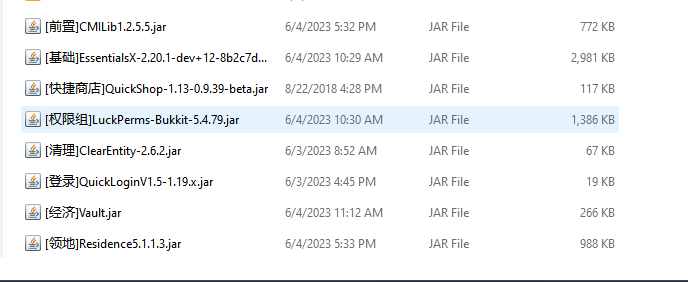 [前置]CMILib1.2.5.5.jar 6/4/2023 5:32 PM JAR File 772 KB
[基础]EssentialsX-2.20.1-dev+12-8b2c7d... 6/4/2023 10:29 AM JAR File 2,981 KB
[快捷商店]QuickShop-1.13-0.9.39-beta.jar 8/22/2018 4:28 PM JAR File 117 KB
[权限组]LuckPerms-Bukkit-5.4.79.jar 6/4/2023 10:30 AM JAR File 1,386 KB
[清理]ClearEntity-2.6.2.jar 6/3/2023 8:52 AM JAR File 67 KB
[登录]QuickLoginV1.5-1.19.x.jar 6/3/2023 4:45 PM JAR File 19 KB
[经济]Vault.jar 6/4/2023 11:12 AM JAR File 266 KB
[领地]Residence5.1.1.3.jar 6/4/2023 5:33 PM JAR File 988 KB